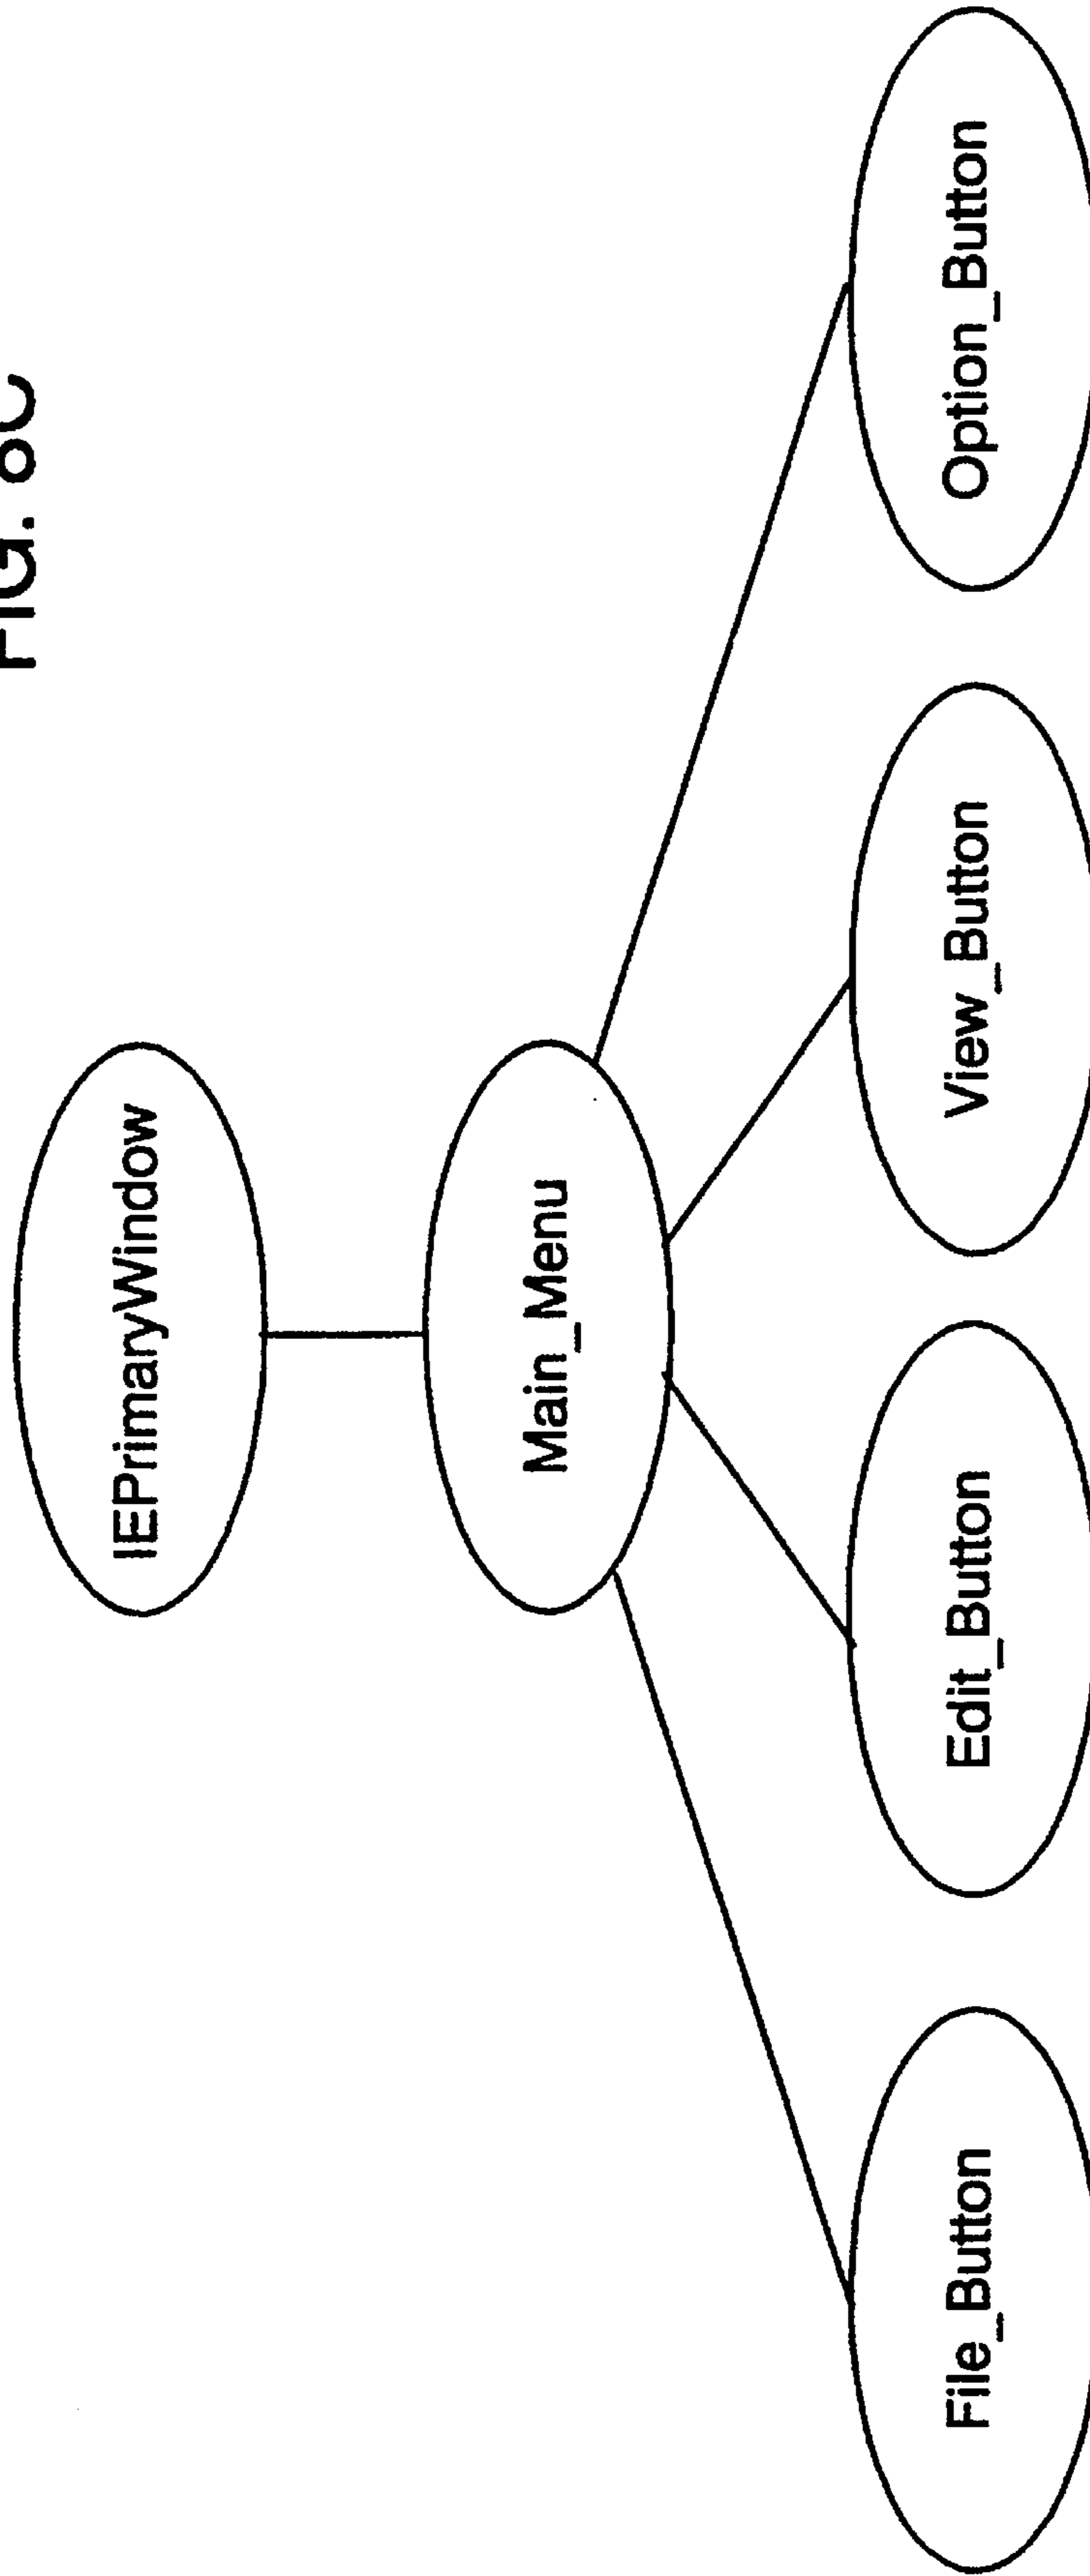 FIG. 8C
IEPrimaryWindow
Main_Menu
File_Button
Edit_Button
View_Button
Option_Button